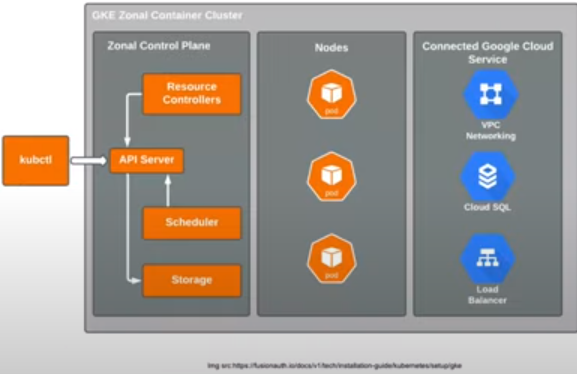 GKE Zonal Container Cluster
Zonal Control Plane
Resource
Controllers
kubctl
API Server
Scheduler
Storage
Nodes
pod
pod
pod
Connected Google Cloud
Service
VPC
Networking
Cloud SQL
Load
Balancer
Img src:https://fusionauth.io/docs/v1/tech/installation-guide/kubernetes/setup/gke